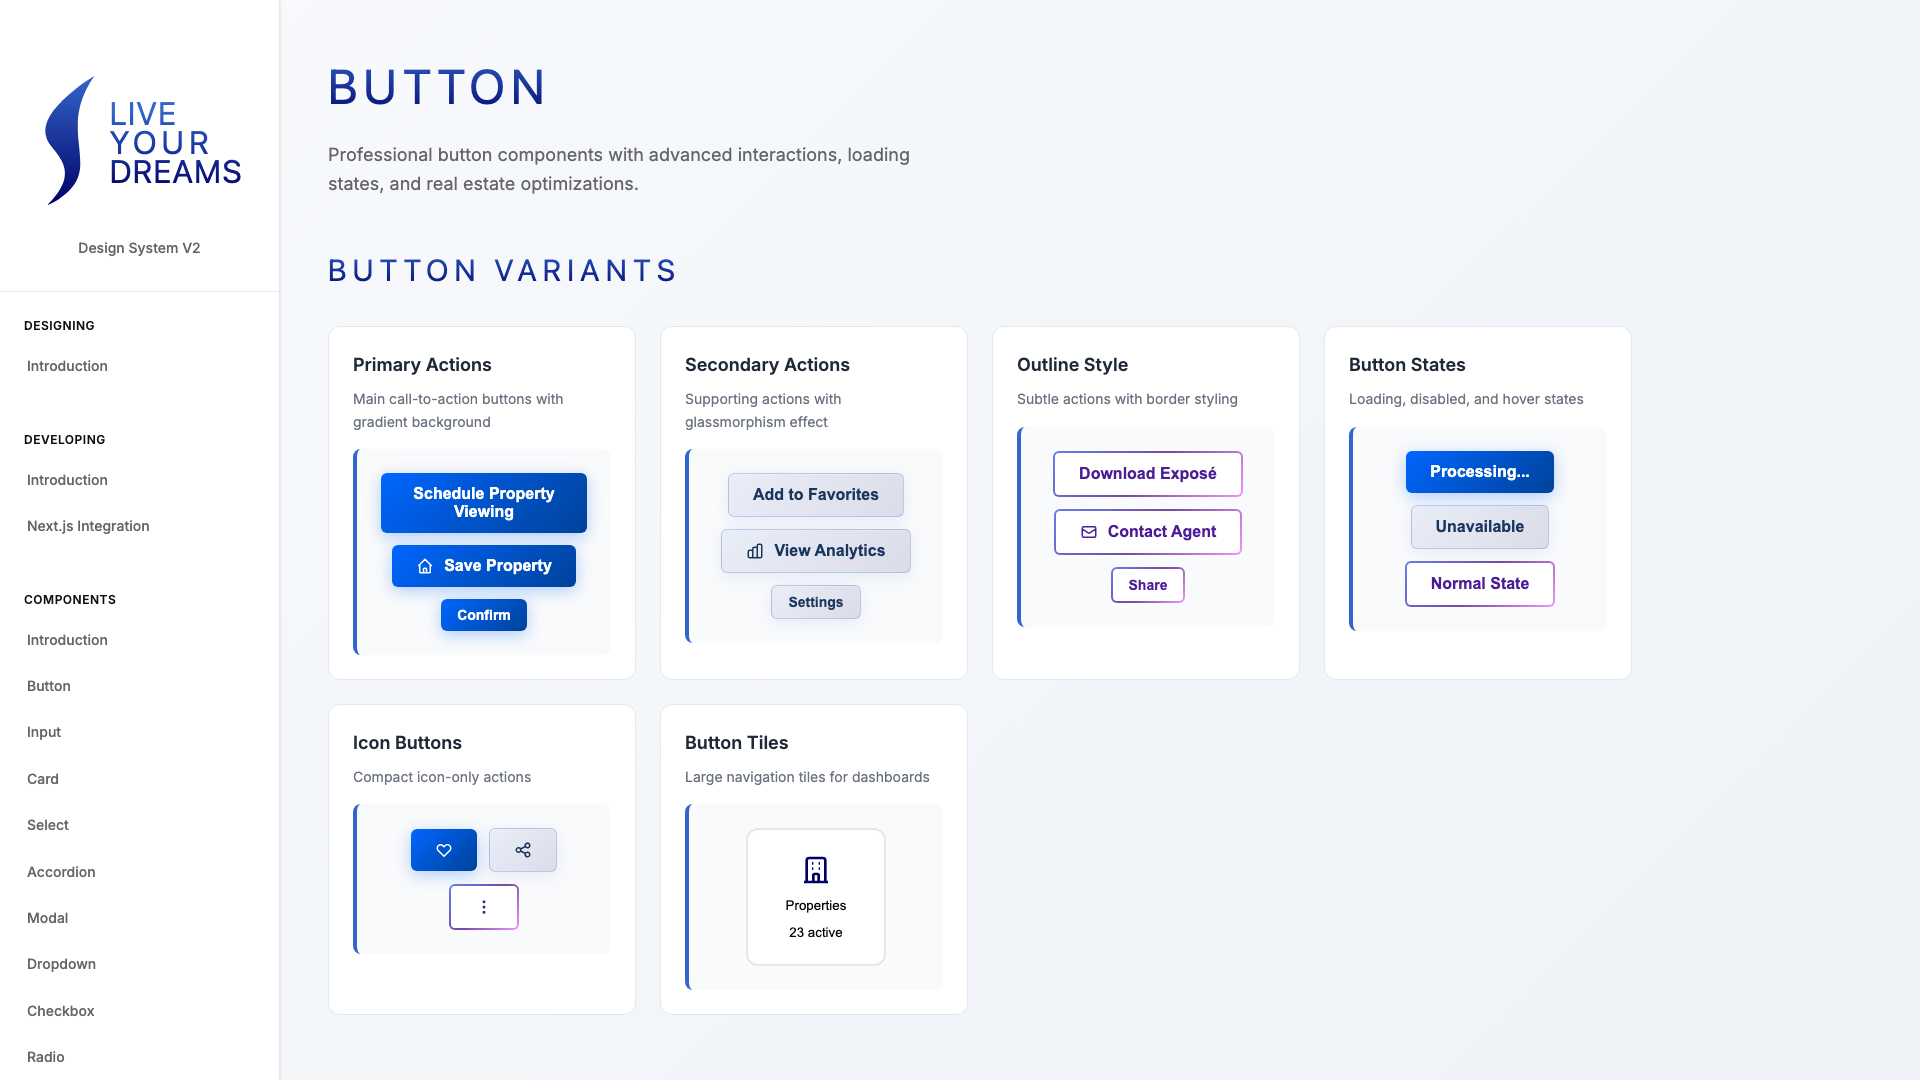 LIVE
YOUR
DREAMS
Design System V2
DESIGNING
Introduction
DEVELOPING
Introduction
Next.js Integration
COMPONENTS
Introduction
Button
Input
Card
Select
Accordion
Modal
Dropdown
Checkbox
Radio
BUTTON
Professional button components with advanced interactions, loading
states, and real estate optimizations.
BUTTON VARIANTS
Primary Actions
Main call-to-action buttons with
gradient background
Schedule Property
Viewing
Save Property
Confirm
Secondary Actions
Supporting actions with
glassmorphism effect
Add to Favorites
View Analytics
Settings
Outline Style
Subtle actions with border styling
Download Exposé
Contact Agent
Share
Button States
Loading, disabled, and hover states
Processing...
Unavailable
Normal State
Icon Buttons
Compact icon-only actions
Button Tiles
Large navigation tiles for dashboards
Properties
23 active